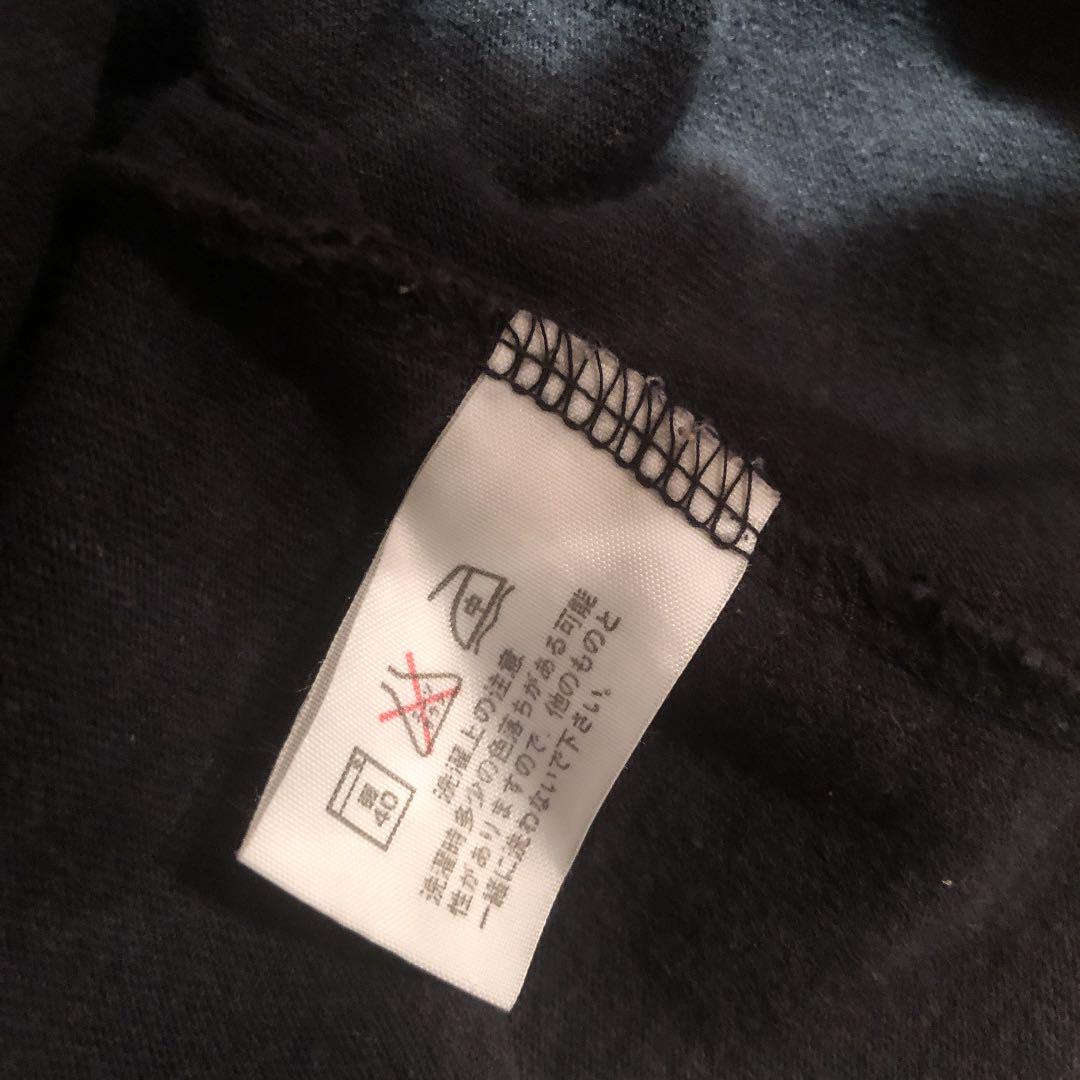 中
弱
40
洗濯上の注意
洗濯時多少の色落ちがある可能
性がありますので、他のものと
一緒に洗わないで下さい。